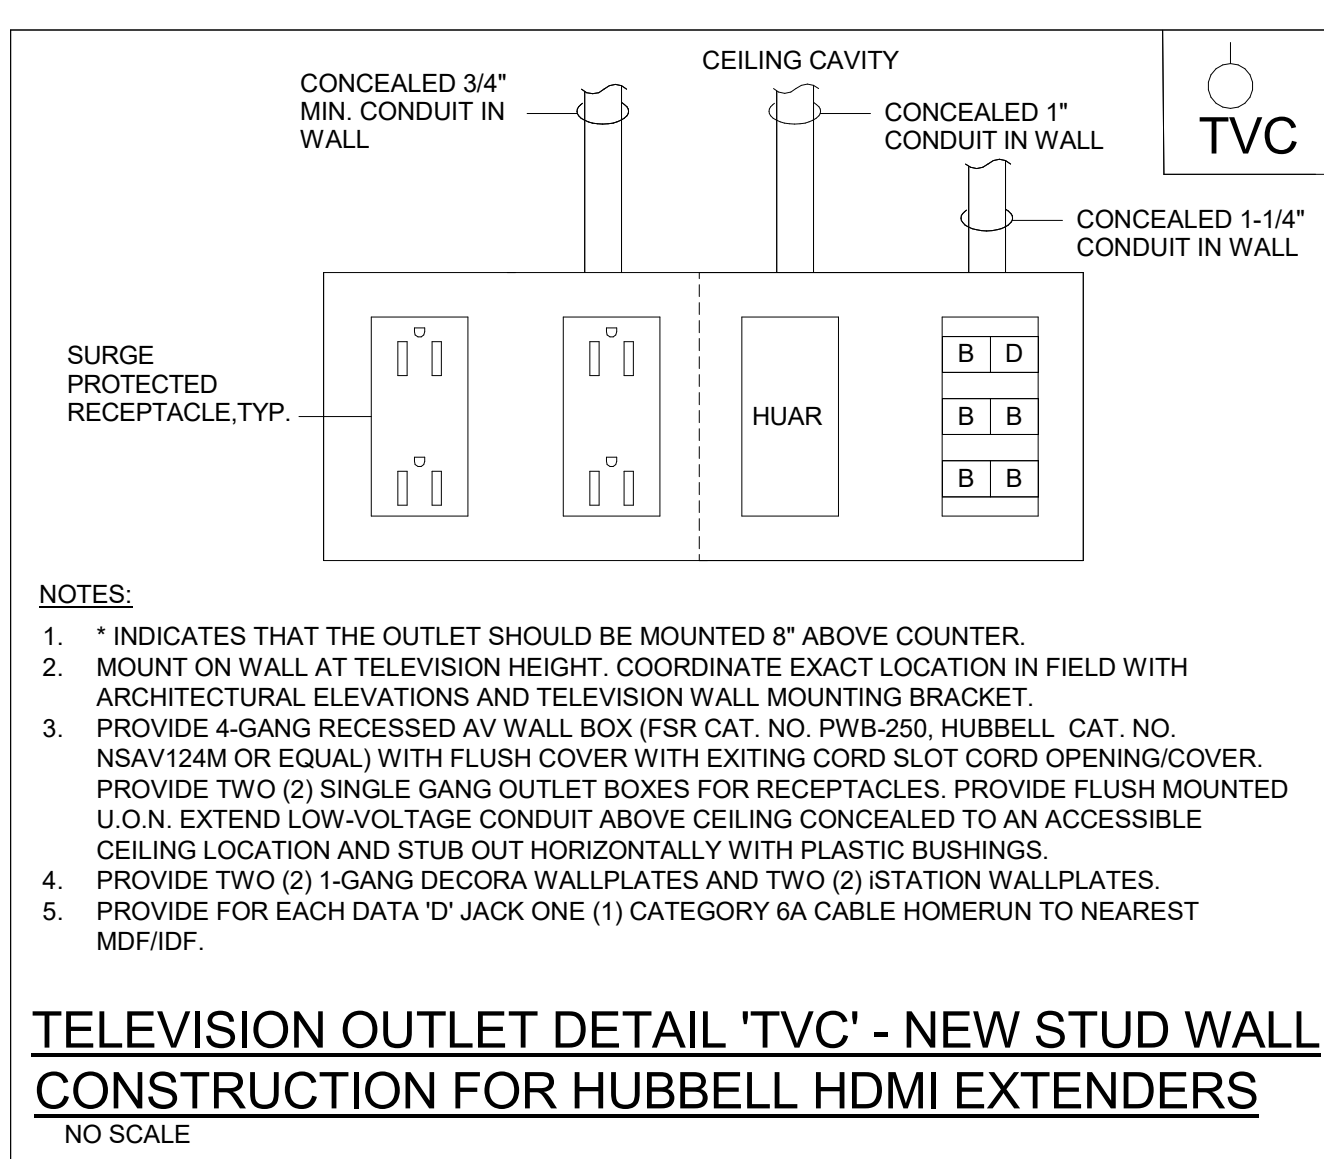 CEILING CAVITY
CONCEALED 3/4"
MIN. CONDUIT IN
WALL
CONCEALED 1"
CONDUIT IN WALL
TVC
CONCEALED 1-1/4"
CONDUIT IN WALL
SURGE
PROTECTED
RECEPTACLE,TYP.
HUAR
B D
B B
B B
NOTES:
1. * INDICATES THAT THE OUTLET SHOULD BE MOUNTED 8" ABOVE COUNTER.
2. MOUNT ON WALL AT TELEVISION HEIGHT. COORDINATE EXACT LOCATION IN FIELD WITH
ARCHITECTURAL ELEVATIONS AND TELEVISION WALL MOUNTING BRACKET.
3. PROVIDE 4-GANG RECESSED AV WALL BOX (FSR CAT. NO. PWB-250, HUBBELL CAT. NO.
NSAV124M OR EQUAL) WITH FLUSH COVER WITH EXITING CORD SLOT CORD OPENING/COVER.
PROVIDE TWO (2) SINGLE GANG OUTLET BOXES FOR RECEPTACLES. PROVIDE FLUSH MOUNTED
U.O.N. EXTEND LOW-VOLTAGE CONDUIT ABOVE CEILING CONCEALED TO AN ACCESSIBLE
CEILING LOCATION AND STUB OUT HORIZONTALLY WITH PLASTIC BUSHINGS.
4. PROVIDE TWO (2) 1-GANG DECORA WALLPLATES AND TWO (2) iSTATION WALLPLATES.
5. PROVIDE FOR EACH DATA 'D' JACK ONE (1) CATEGORY 6A CABLE HOMERUN TO NEAREST
MDF/IDF.
TELEVISION OUTLET DETAIL 'TVC' - NEW STUD WALL
CONSTRUCTION FOR HUBBELL HDMI EXTENDERS
NO SCALE